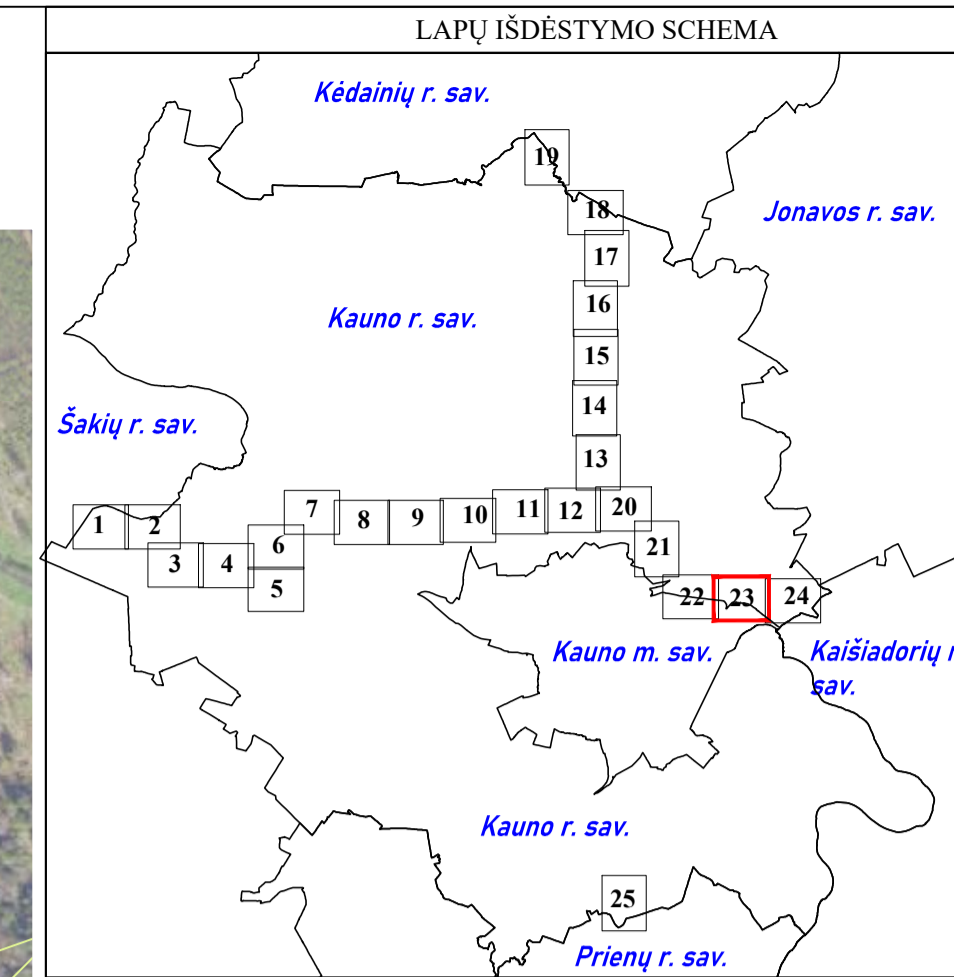 LAPŲ IŠDĖSTYMO SCHEMA
Kėdainių r. sav.
19
18
Jonavos r. sav.
17
16
Kauno r. sav.
15
14
Šakių r. sav.
13
7
8
9
10
11
12
20
1
2
6
21
3
4
5
22
23
24
Kauno m. sav.
Kaišiadorių r
sav.
Kauno r. sav.
25
Prienų r. sav.